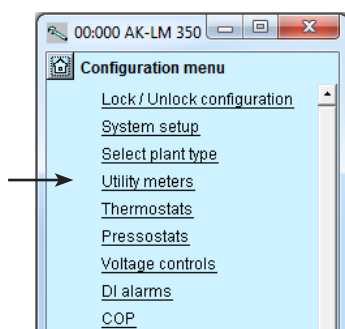 00:000 AK-LM 350
Configuration menu
Lock / Unlock configuration
System setup
Select plant type
Utility meters
Thermostats
Pressostats
Voltage controls
DI alarms
COP